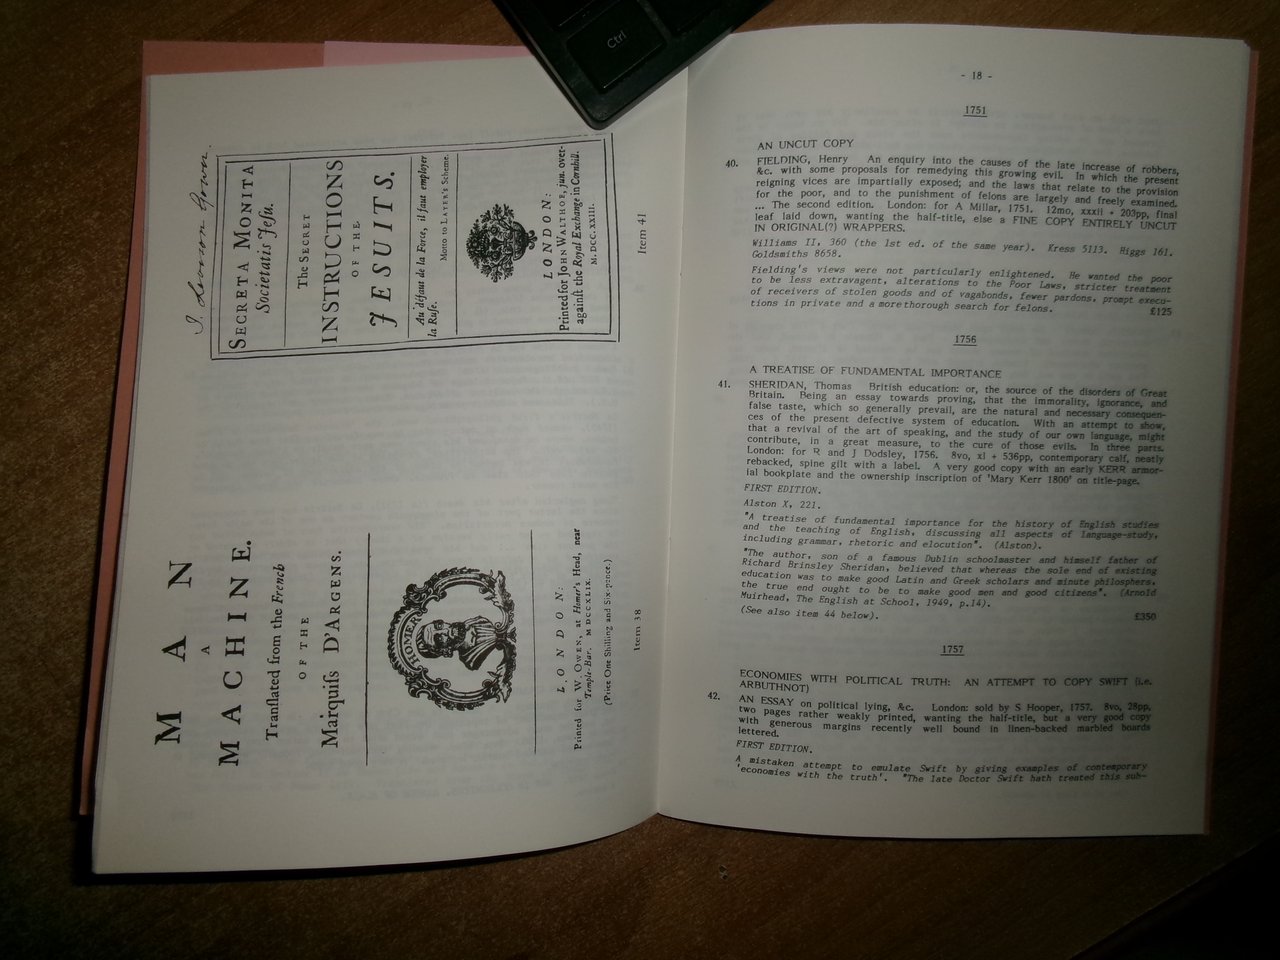 Ctrl
J. Levenson Gower.
SECRETA MONITA
Societatis Jeſu.
The SECRET
INSTRUCTIONS
OF THE
JESUITS.
Au défaut de la Force, il faut employer
la Ruſe.
Motto to LATER's Scheme.
LONDON:
Printed for JOHN WALTHOE, jun. over-
againſt the Royal Exchange in Cornhill.
M.DCC.XXIII.
Item 41
MAN
A
MACHINE.
Tranſlated from the French
OF THE
Marquiſs D'ARGENS.
HOMER
LONDON:
Printed for W. OWEN, at Homer's Head, near
Temple-Bar. MDCCXLIX.
(Price One Shilling and Six-pence.)
Item 38
- 18 -
1751
AN UNCUT COPY
40. FIELDING, Henry An enquiry into the causes of the late increase of robbers,
&c. with some proposals for remedying this growing evil. In which the present
reigning vices are impartially exposed; and the laws that relate to the provision
for the poor, and to the punishment of felons are largely and freely examined.
... The second edition. London: for A Millar, 1751. 12mo, xxxii + 203pp, final
leaf laid down, wanting the half-title, else a FINE COPY ENTIRELY UNCUT
IN ORIGINAL(?) WRAPPERS.
Williams II, 360 (the 1st ed. of the same year). Kress 5113. Higgs 161.
Goldsmiths 8658.
Fielding's views were not particularly enlightened. He wanted the poor
to be less extravagant, alterations to the Poor Laws, stricter treatment
of receivers of stolen goods and of vagabonds, fewer pardons, prompt execu-
tions in private and a more thorough search for felons. £125
1756
A TREATISE OF FUNDAMENTAL IMPORTANCE
41. SHERIDAN, Thomas British education: or, the source of the disorders of Great
Britain. Being an essay towards proving, that the immorality, ignorance, and
false taste, which so generally prevail, are the natural and necessary consequen-
ces of the present defective system of education. With an attempt to show,
that a revival of the art of speaking, and the study of our own language, might
contribute, in a great measure, to the cure of those evils. In three parts.
London: for R and J Dodsley, 1756. 8vo, xl + 536pp, contemporary calf, neatly
rebacked, spine gilt with a label. A very good copy with an early KERR armor-
ial bookplate and the ownership inscription of 'Mary Kerr 1800' on title-page.
FIRST EDITION.
Alston X, 221.
"A treatise of fundamental importance for the history of English studies
and the teaching of English, discussing all aspects of language-study,
including grammar, rhetoric and elocution". (Alston).
"The author, son of a famous Dublin schoolmaster and himself father of
Richard Brinsley Sheridan, believed that whereas the sole end of existing
education was to make good Latin and Greek scholars and minute philosphers,
the true end ought to be to make good men and good citizens". (Arnold
Muirhead, The English at School, 1949, p.14).
(See also item 44 below). £350
1757
ECONOMIES WITH POLITICAL TRUTH: AN ATTEMPT TO COPY SWIFT (i.e.
ARBUTHNOT)
42. AN ESSAY on political lying, &c. London: sold by S Hooper, 1757. 8vo, 28pp,
two pages rather weakly printed, wanting the half-title, but a very good copy
with generous margins recently well bound in linen-backed marbled boards
lettered.
FIRST EDITION.
A mistaken attempt to emulate Swift by giving examples of contemporary
'economies with the truth'. "The late Doctor Swift hath treated this sub-